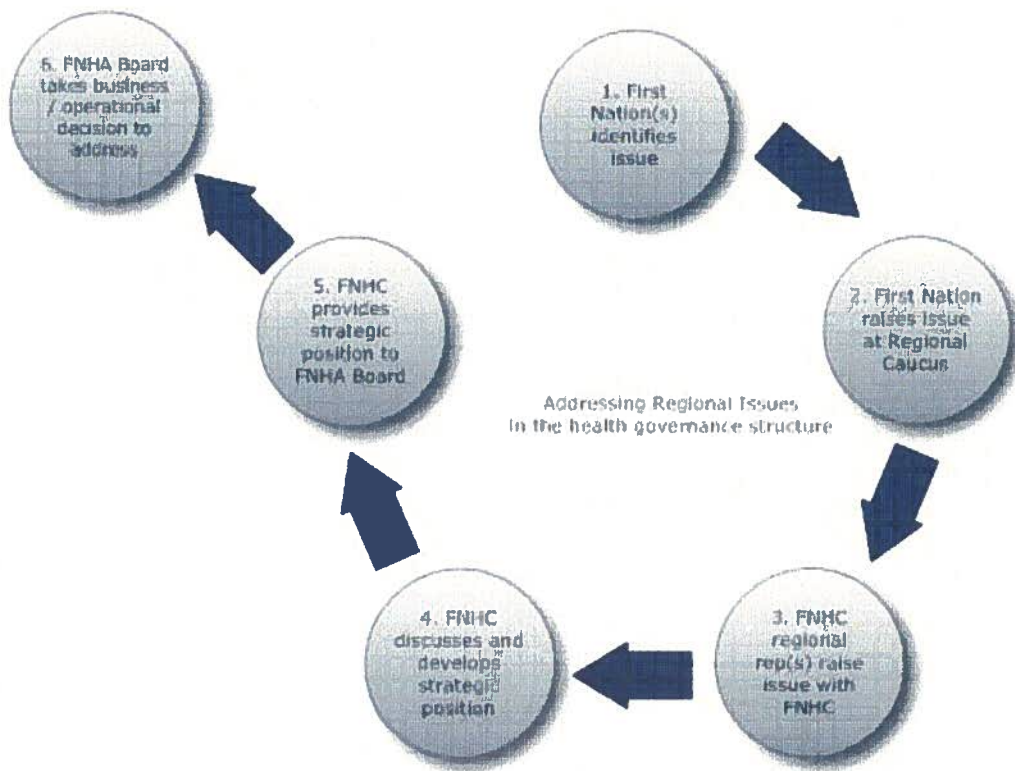 1. First
Nation(s)
identifies
issue
2. First Nation
raises issue
at Regional
Caucus
3. FNHC
regional
rep(s) raise
issue with
FNHC
4. FNHC
discusses and
develops
strategic
position
5. FNHC
provides
strategic
position to
FNHA Board
6. FNHA Board
takes business
/ operational
decision to
address
Addressing Regional Issues
in the health governance structure